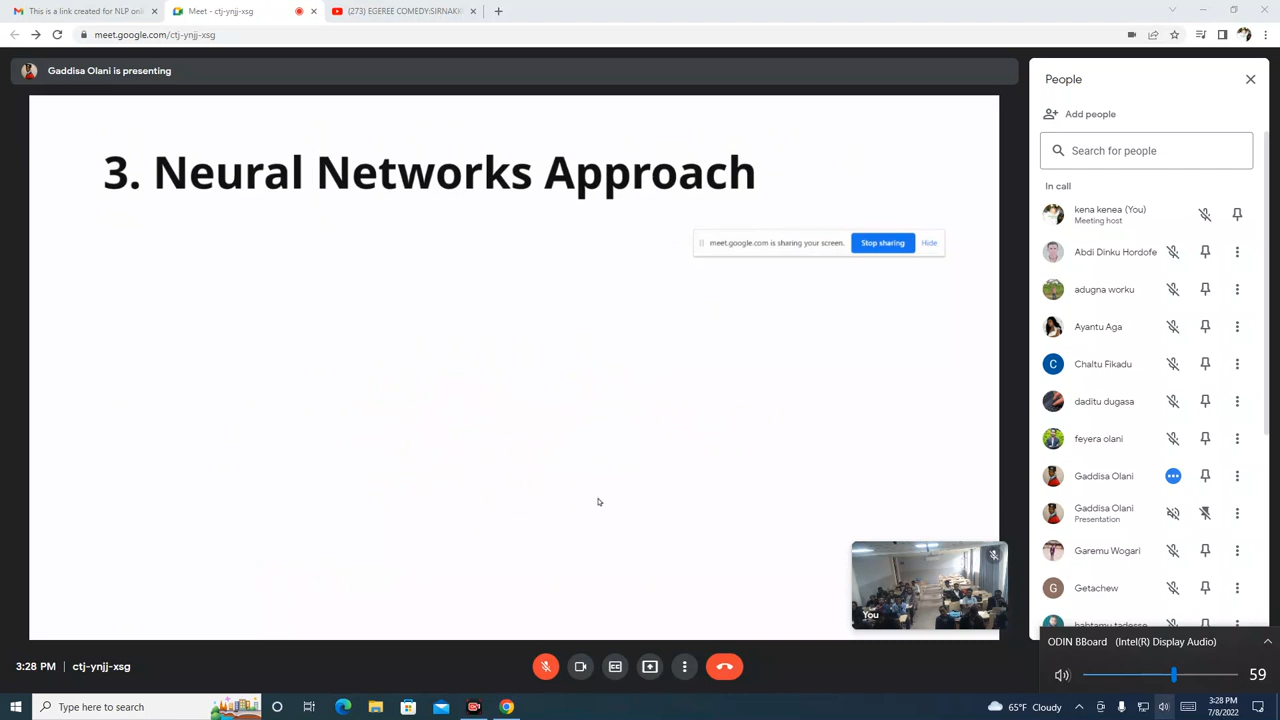 This is a link created for NLP onl
Meet - ctj-ynjj-xsg
(273) EGEREE COMEDY:SIRNAKK
meet.google.com/ctj-ynjj-xsg
Gaddisa Olani is presenting
3. Neural Networks Approach
meet.google.com is sharing your screen.
Stop sharing
Hide
You
People
Add people
Search for people
In call
kena kenea (You)
Meeting host
Abdi Dinku Hordofe
adugna worku
Ayantu Aga
C
Chaltu Fikadu
daditu dugasa
feyera olani
Gaddisa Olani
Gaddisa Olani
Presentation
Garemu Wogari
G
Getachew
habtamu tadesse
ODIN BBoard (Intel(R) Display Audio)
59
3:28 PM | ctj-ynjj-xsg
Type here to search
65°F Cloudy
3:28 PM
7/8/2022